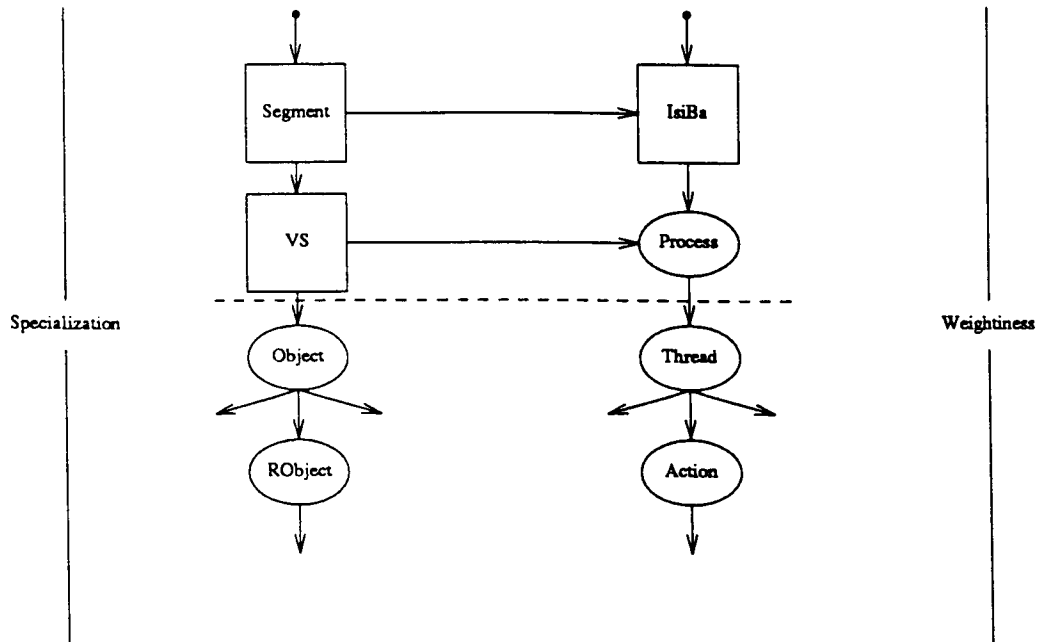 Segment
IsiBa
VS
Process
Specialization
Weightiness
Object
Thread
RObject
Action